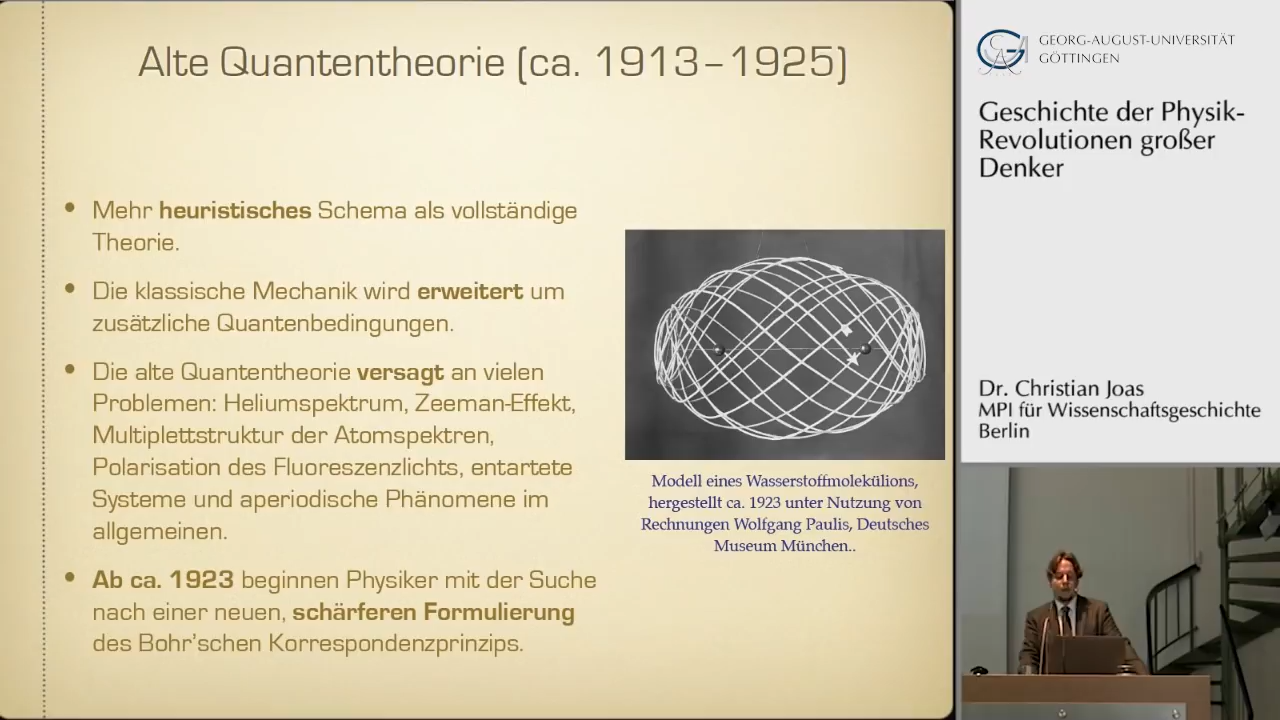 Alte Quantentheorie (ca. 1913–1925)
• Mehr heuristisches Schema als vollständige
Theorie.
• Die klassische Mechanik wird erweitert um
zusätzliche Quantenbedingungen.
• Die alte Quantentheorie versagt an vielen
Problemen: Heliumspektrum, Zeeman-Effekt,
Multiplettstruktur der Atomspektren,
Polarisation des Fluoreszenzlichts, entartete
Systeme und aperiodische Phänomene im
allgemeinen.
• Ab ca. 1923 beginnen Physiker mit der Suche
nach einer neuen, schärferen Formulierung
des Bohr'schen Korrespondenzprinzips.
Modell eines Wasserstoffmolekülions,
hergestellt ca. 1923 unter Nutzung von
Rechnungen Wolfgang Paulis, Deutsches
Museum München..
GEORG-AUGUST-UNIVERSITÄT
GÖTTINGEN
Geschichte der Physik-
Revolutionen großer
Denker
Dr. Christian Joas
MPI für Wissenschaftsgeschichte
Berlin